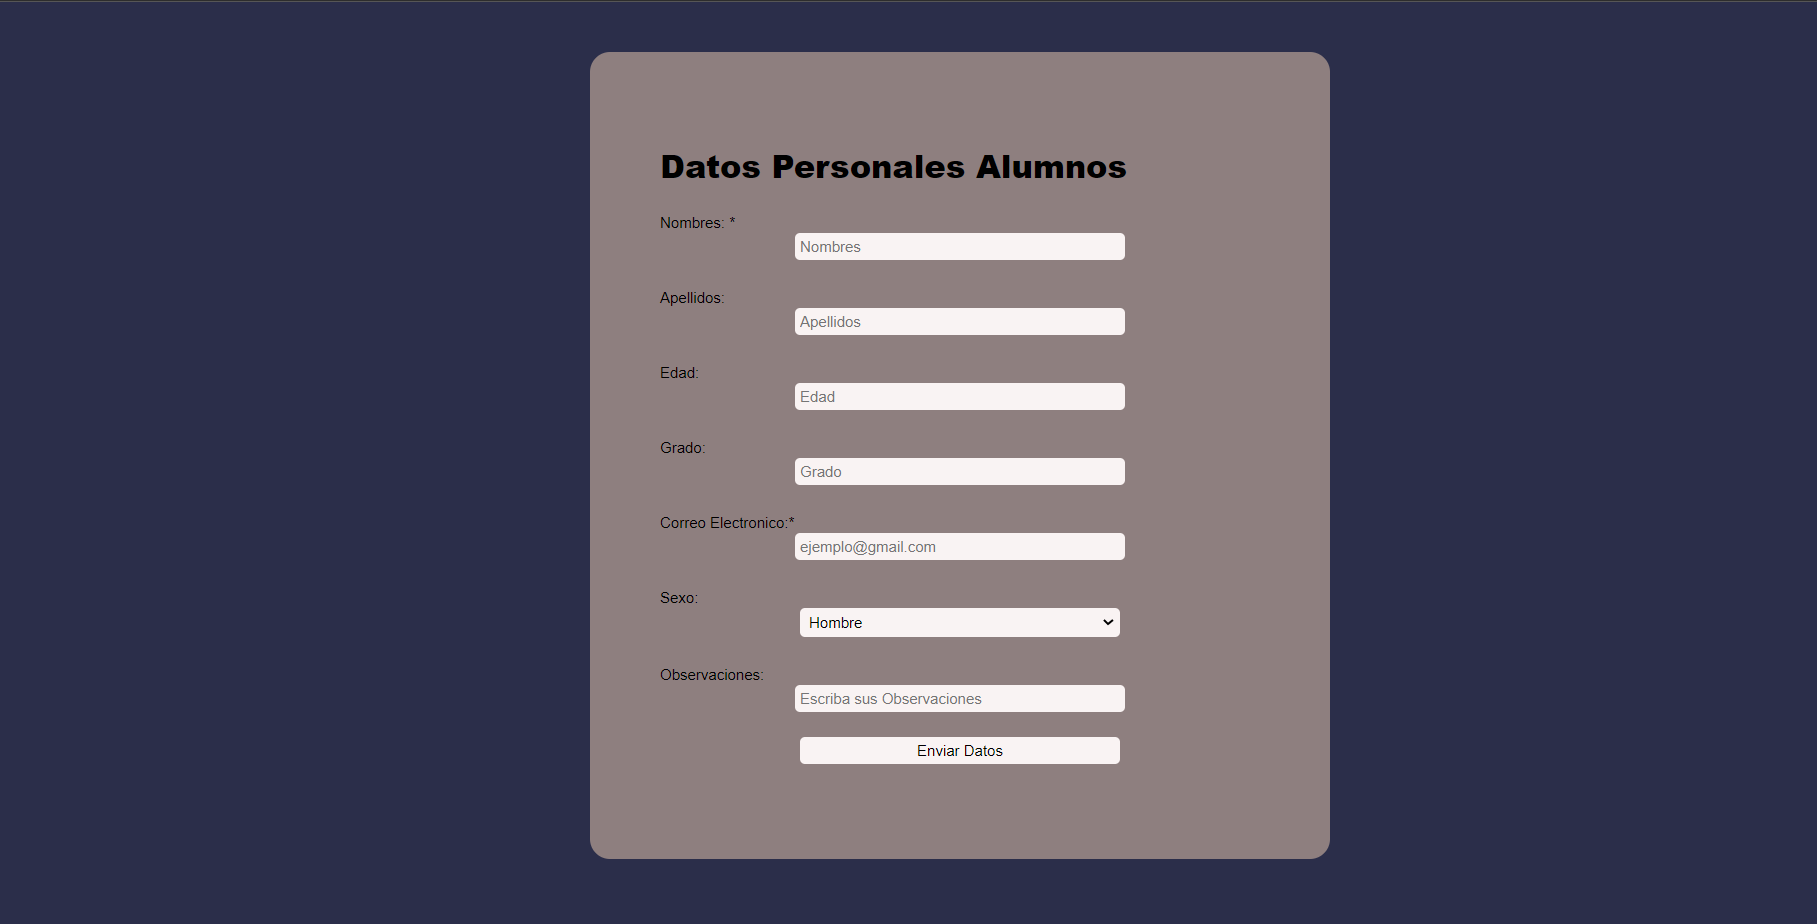 Datos Personales Alumnos
Nombres: *
Nombres
Apellidos:
Apellidos
Edad:
Edad
Grado:
Grado
Correo Electronico:*
ejemplo@gmail.com
Sexo:
Hombre
Observaciones:
Escriba sus Observaciones
Enviar Datos